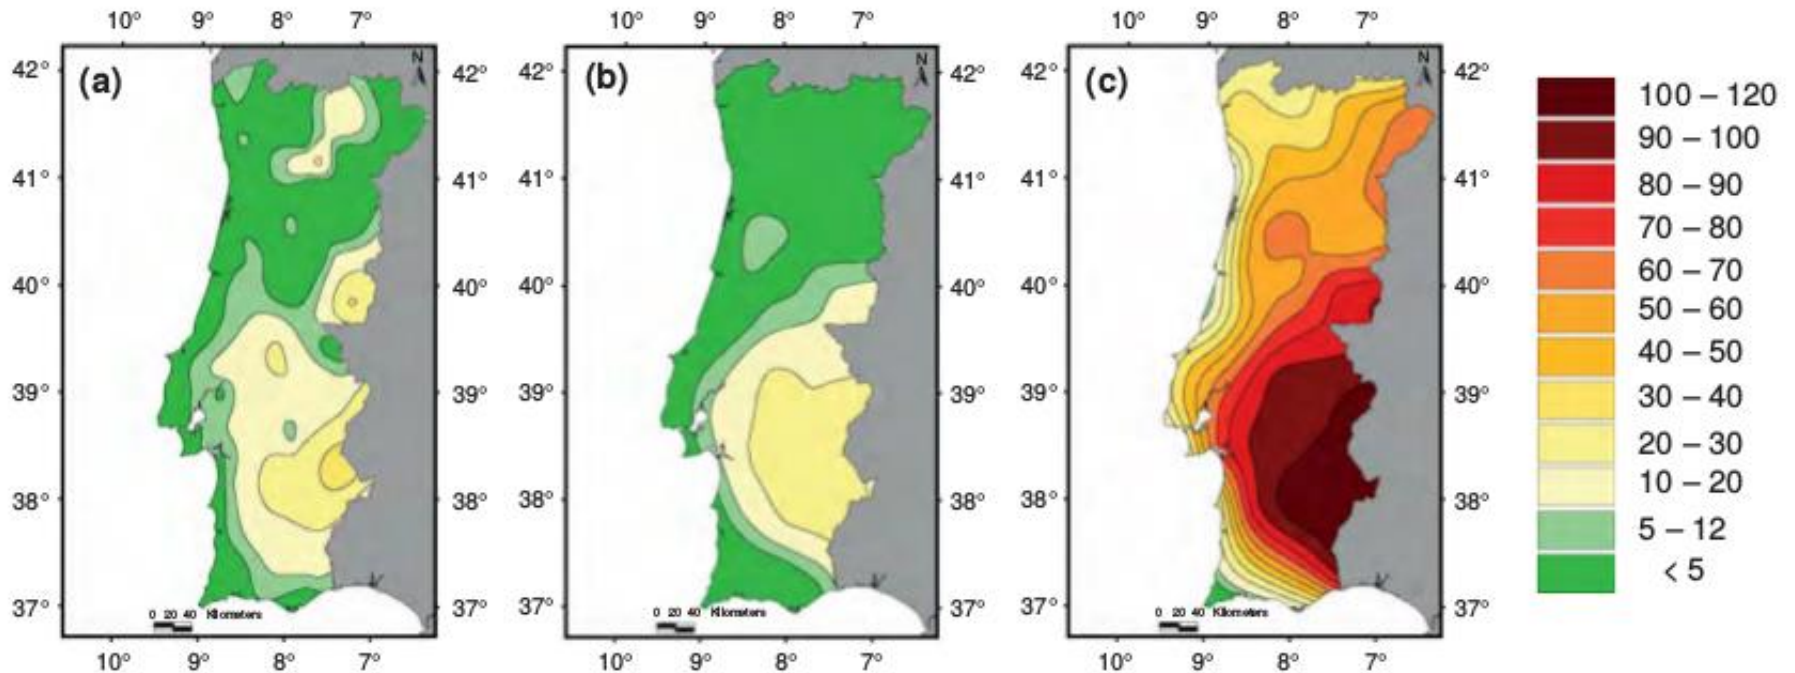 10° 9° 8° 7° 10° 9° 8° 7° 10° 9° 8° 7°
(a) N (b) N (c) N
42° 42° 42° 42° 42° 42°
41° 41° 41° 41° 41° 41°
40° 40° 40° 40° 40° 40°
39° 39° 39° 39° 39° 39°
38° 38° 38° 38° 38° 38°
37° 37° 37° 37° 37° 37°
0 20 40 Kilometers 0 20 40 Kilometers 0 20 40 Kilometers
10° 9° 8° 7° 10° 9° 8° 7° 10° 9° 8° 7°
100 – 120
90 – 100
80 – 90
70 – 80
60 – 70
50 – 60
40 – 50
30 – 40
20 – 30
10 – 20
5 – 12
< 5